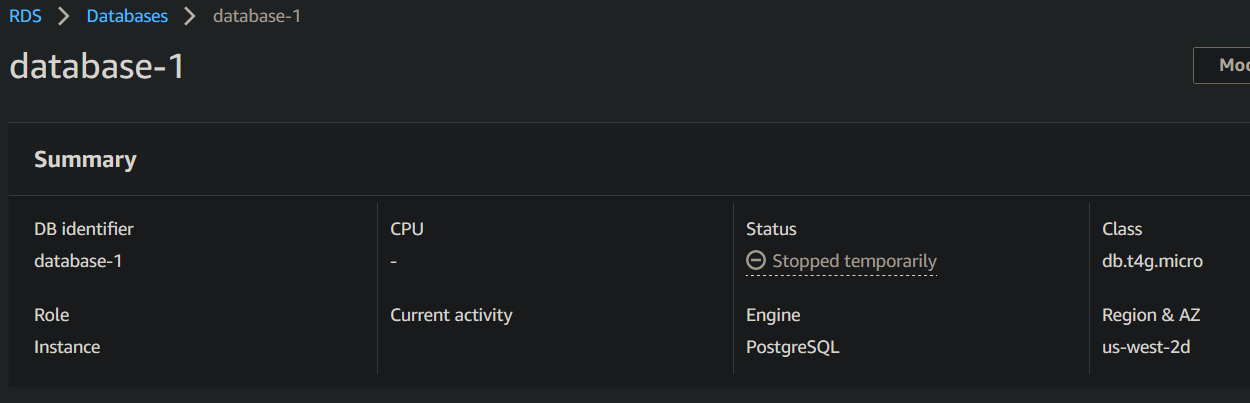 RDS > Databases > database-1
database-1
Mod
Summary
DB identifier
database-1
CPU
-
Status
Stopped temporarily
Class
db.t4g.micro
Role
Instance
Current activity
Engine
PostgreSQL
Region & AZ
us-west-2d